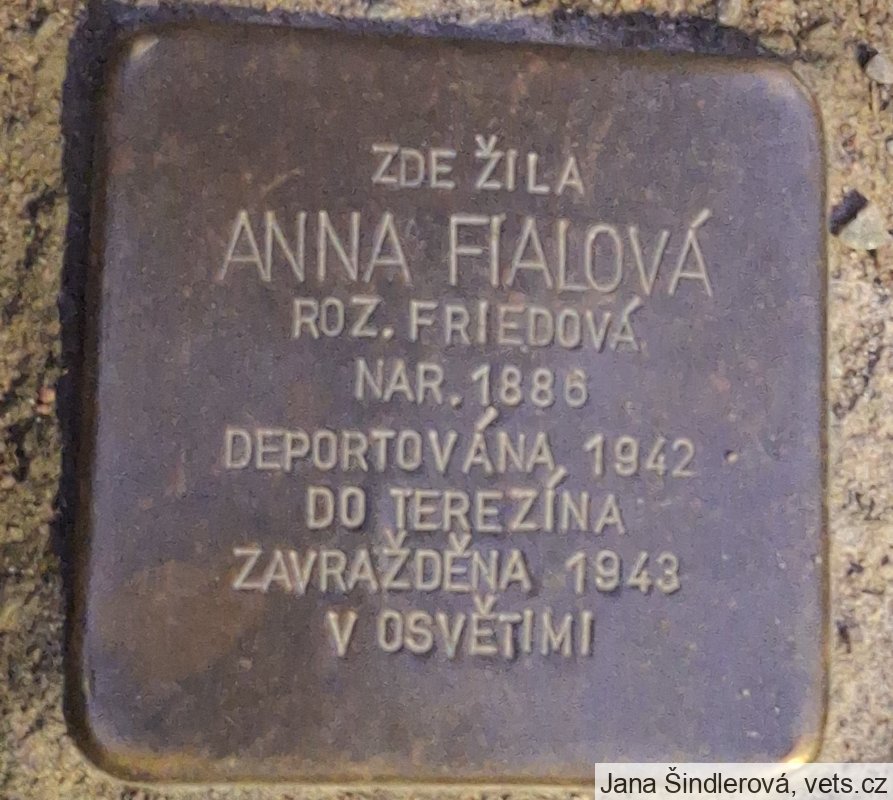 ZDE ŽILA
ANNA FIALOVÁ
ROZ. FRIEDOVÁ
NAR. 1886
DEPORTOVÁNA 1942
DO TEREZÍNA
ZAVRAŽDĚNA 1943
V OSVĚTIMI
Jana Šindlerová, vets.cz